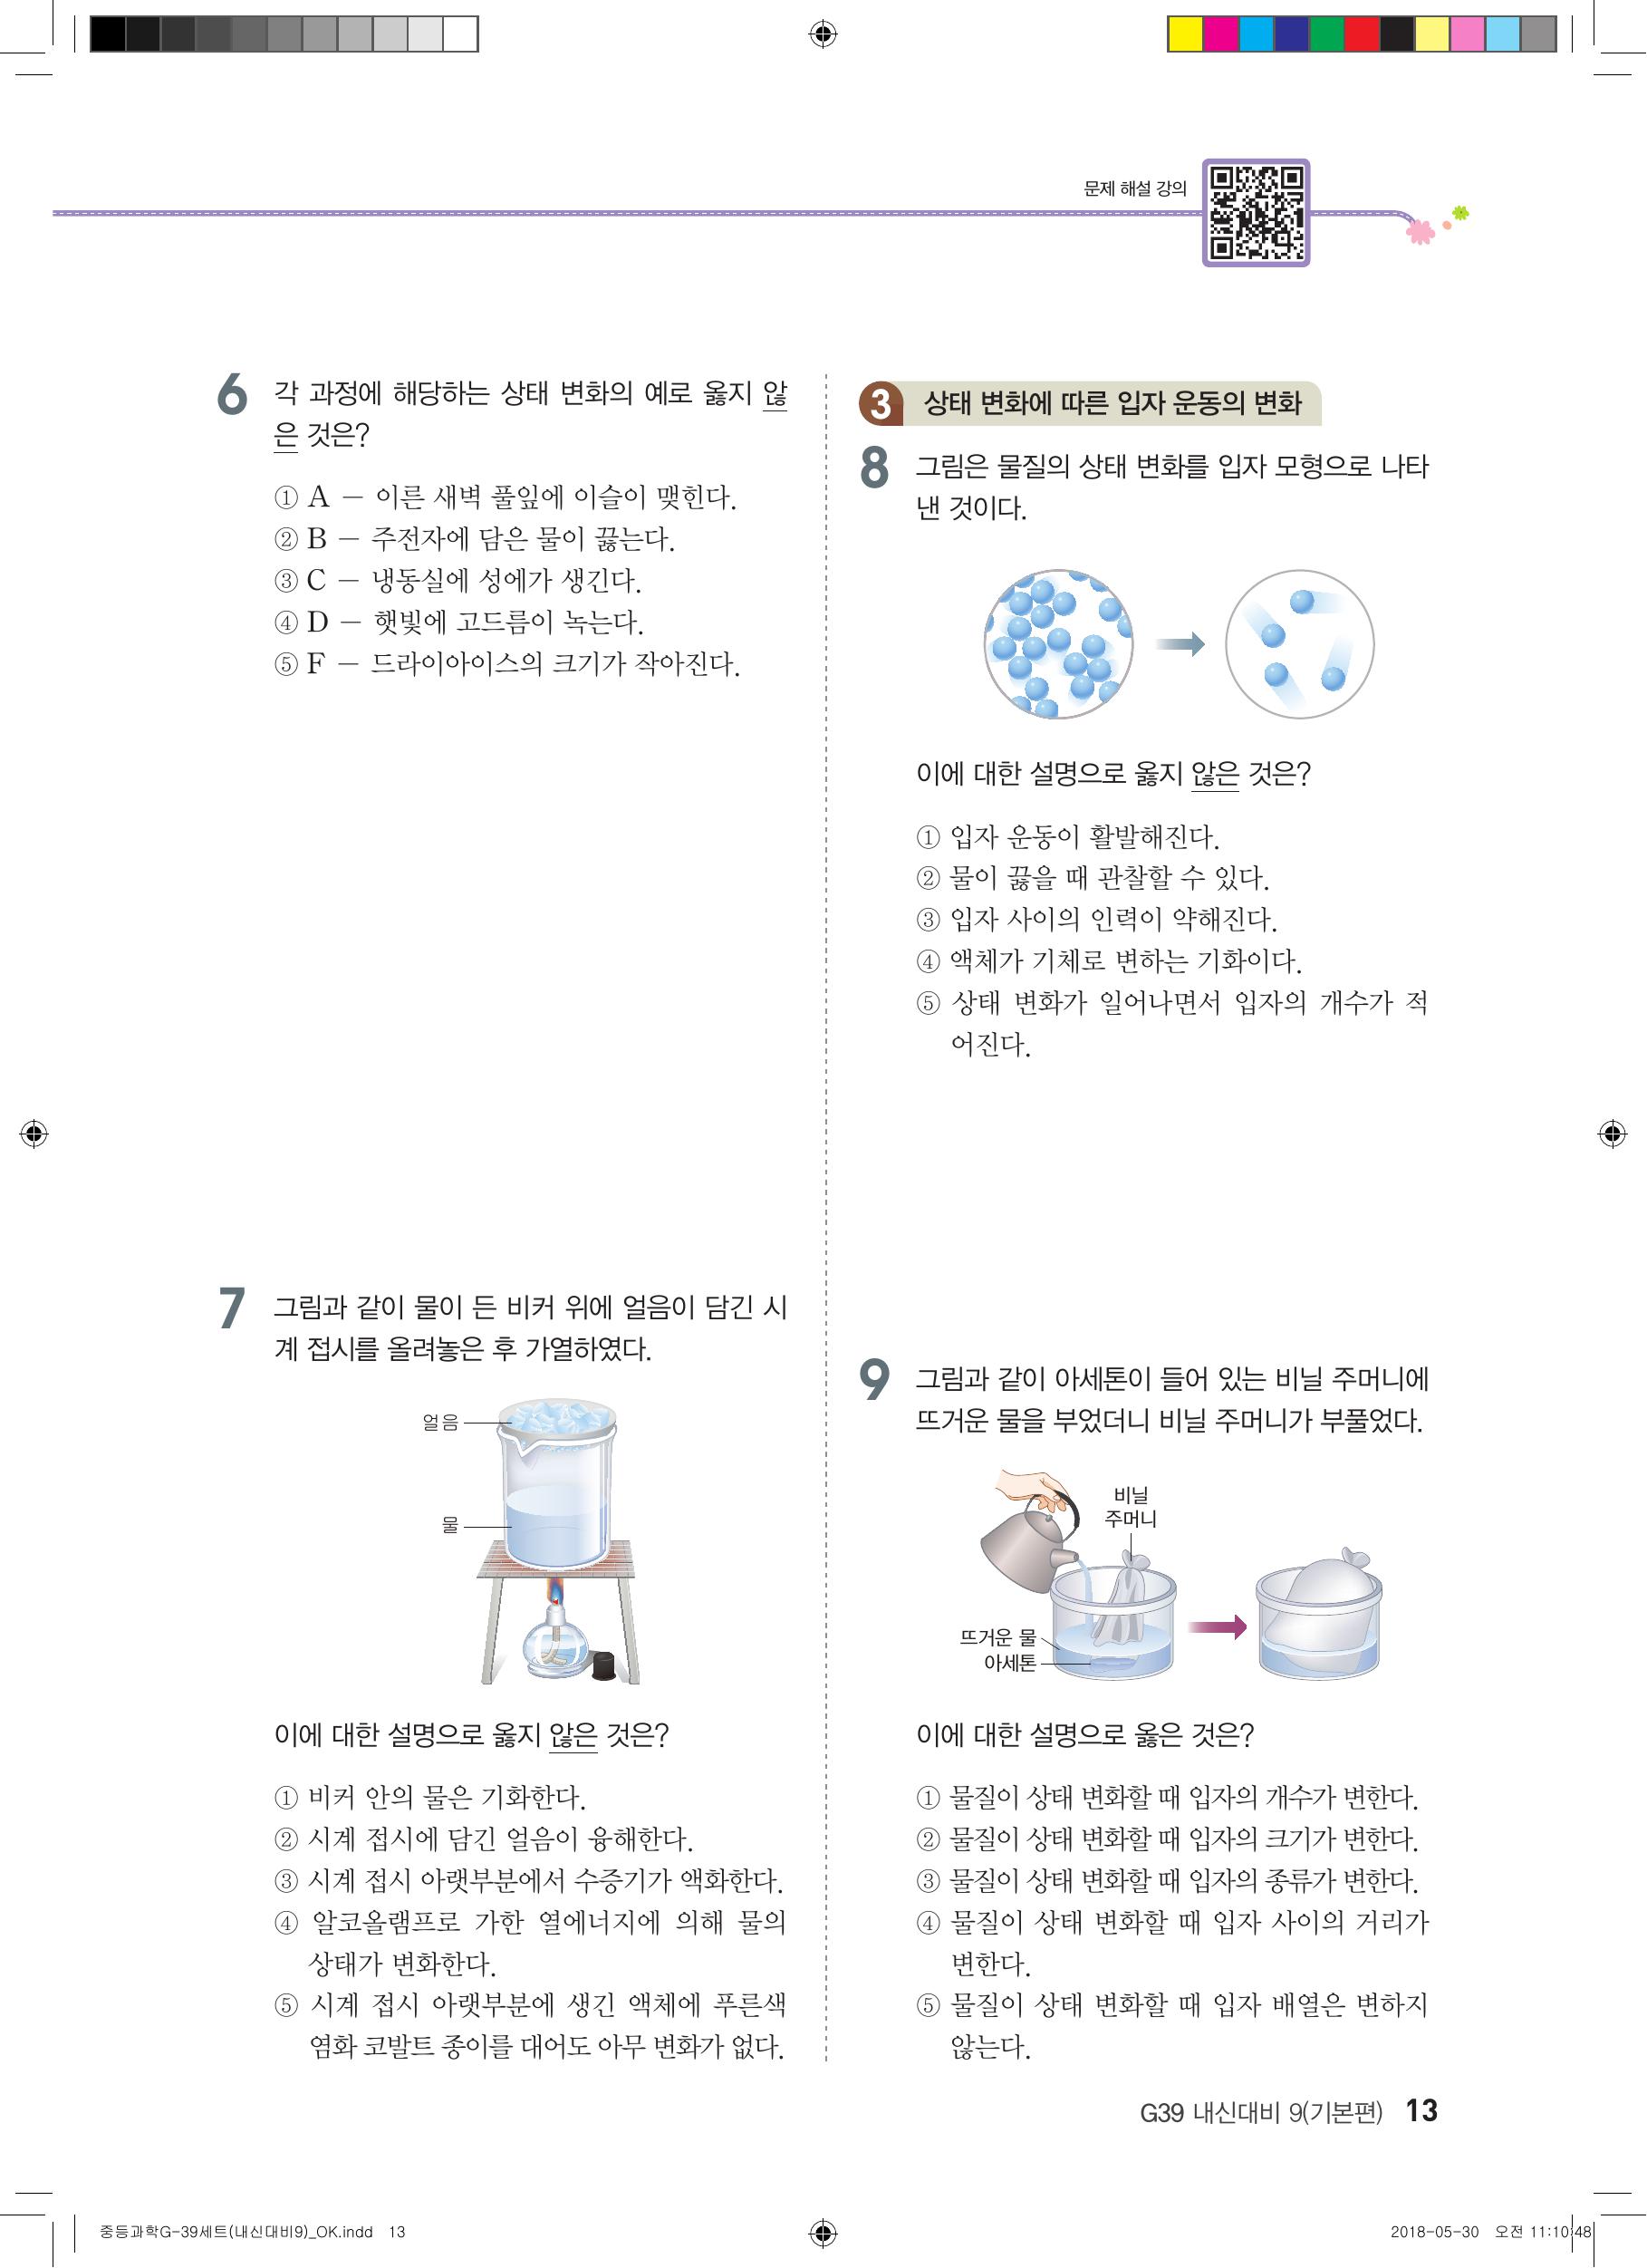 문제 해설 강의
6 각 과정에 해당하는 상태 변화의 예로 옳지 않
은 것은?
① A - 이른 새벽 풀잎에 이슬이 맺힌다.
② B - 주전자에 담은 물이 끓는다.
③ C - 냉동실에 성에가 생긴다.
④ D - 햇빛에 고드름이 녹는다.
⑤ F - 드라이아이스의 크기가 작아진다.
7 그림과 같이 물이 든 비커 위에 얼음이 담긴 시
계 접시를 올려놓은 후 가열하였다.
얼음
물
이에 대한 설명으로 옳지 않은 것은?
① 비커 안의 물은 기화한다.
② 시계 접시에 담긴 얼음이 융해한다.
③ 시계 접시 아랫부분에서 수증기가 액화한다.
④ 알코올램프로 가한 열에너지에 의해 물의
상태가 변화한다.
⑤ 시계 접시 아랫부분에 생긴 액체에 푸른색
염화 코발트 종이를 대어도 아무 변화가 없다.
3 상태 변화에 따른 입자 운동의 변화
8 그림은 물질의 상태 변화를 입자 모형으로 나타
낸 것이다.
이에 대한 설명으로 옳지 않은 것은?
① 입자 운동이 활발해진다.
② 물이 끓을 때 관찰할 수 있다.
③ 입자 사이의 인력이 약해진다.
④ 액체가 기체로 변하는 기화이다.
⑤ 상태 변화가 일어나면서 입자의 개수가 적
어진다.
9 그림과 같이 아세톤이 들어 있는 비닐 주머니에
뜨거운 물을 부었더니 비닐 주머니가 부풀었다.
비닐
주머니
뜨거운 물
아세톤
이에 대한 설명으로 옳은 것은?
① 물질이 상태 변화할 때 입자의 개수가 변한다.
② 물질이 상태 변화할 때 입자의 크기가 변한다.
③ 물질이 상태 변화할 때 입자의 종류가 변한다.
④ 물질이 상태 변화할 때 입자 사이의 거리가
변한다.
⑤ 물질이 상태 변화할 때 입자 배열은 변하지
않는다.
G39 내신대비 9(기본편) 13
중등과학G-39세트(내신대비9)_OK.indd 13
2018-05-30 오전 11:10:48